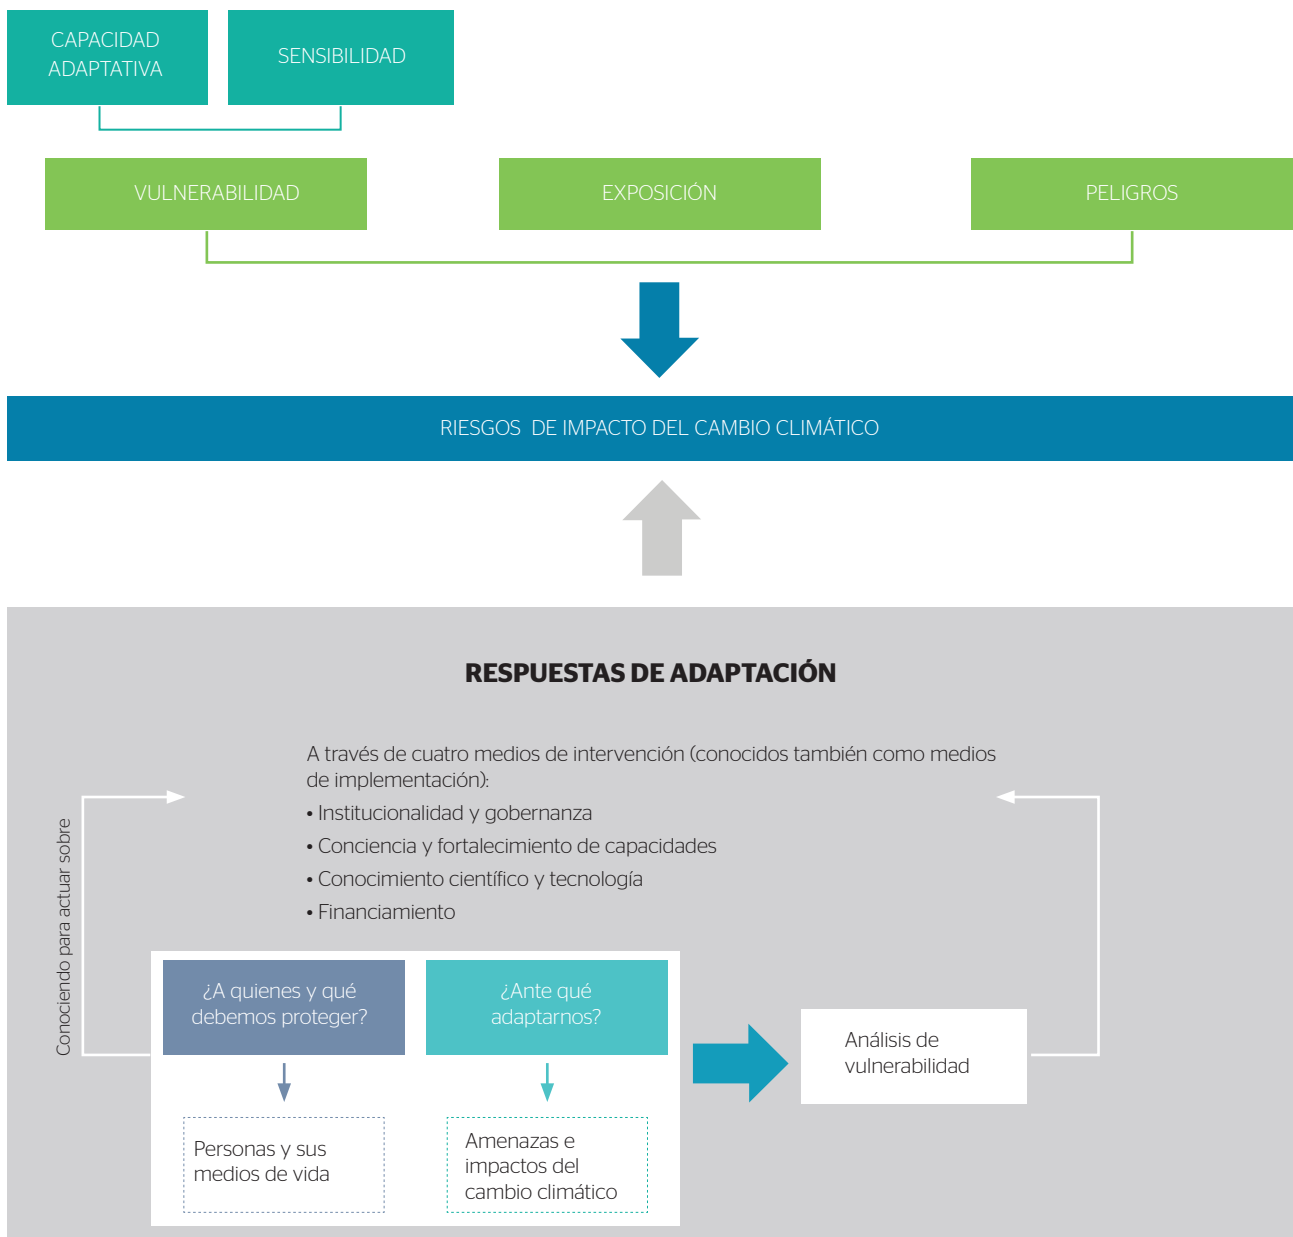 CAPACIDAD
ADAPTATIVA
SENSIBILIDAD
VULNERABILIDAD
EXPOSICIÓN
PELIGROS
RIESGOS DE IMPACTO DEL CAMBIO CLIMÁTICO
RESPUESTAS DE ADAPTACIÓN
A través de cuatro medios de intervención (conocidos también como medios
de implementación):
• Institucionalidad y gobernanza
• Conciencia y fortalecimiento de capacidades
• Conocimiento científico y tecnología
• Financiamiento
Conociendo para actuar sobre
¿A quienes y qué
debemos proteger?
¿Ante qué
adaptarnos?
Personas y sus
medios de vida
Amenazas e
impactos del
cambio climático
Análisis de
vulnerabilidad